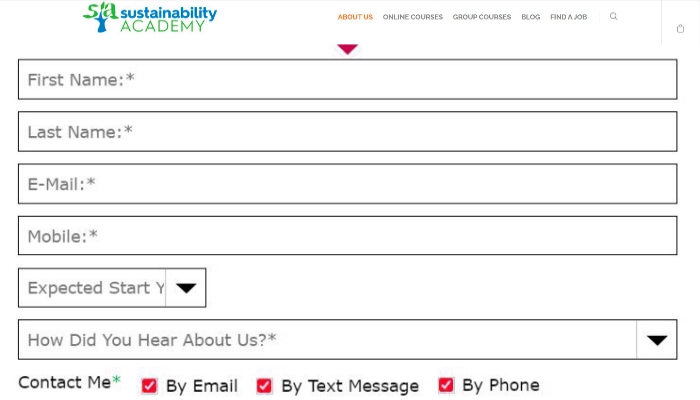 sia sustainability
ACADEMY
ABOUT US ONLINE COURSES GROUP COURSES BLOG FIND A JOB
First Name:*
Last Name:*
E-Mail:*
Mobile:*
Expected Start Y
How Did You Hear About Us?*
Contact Me* By Email By Text Message By Phone